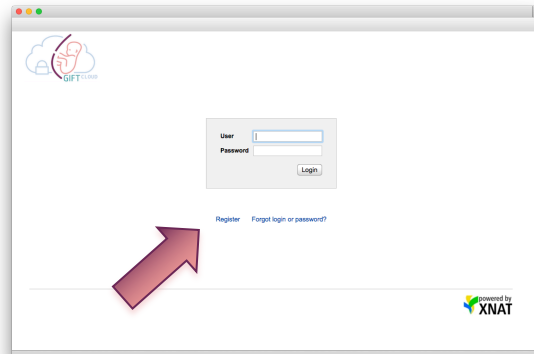 GIFT CLOUD
User
Password
Login
Register Forgot login or password?
powered by
XNAT